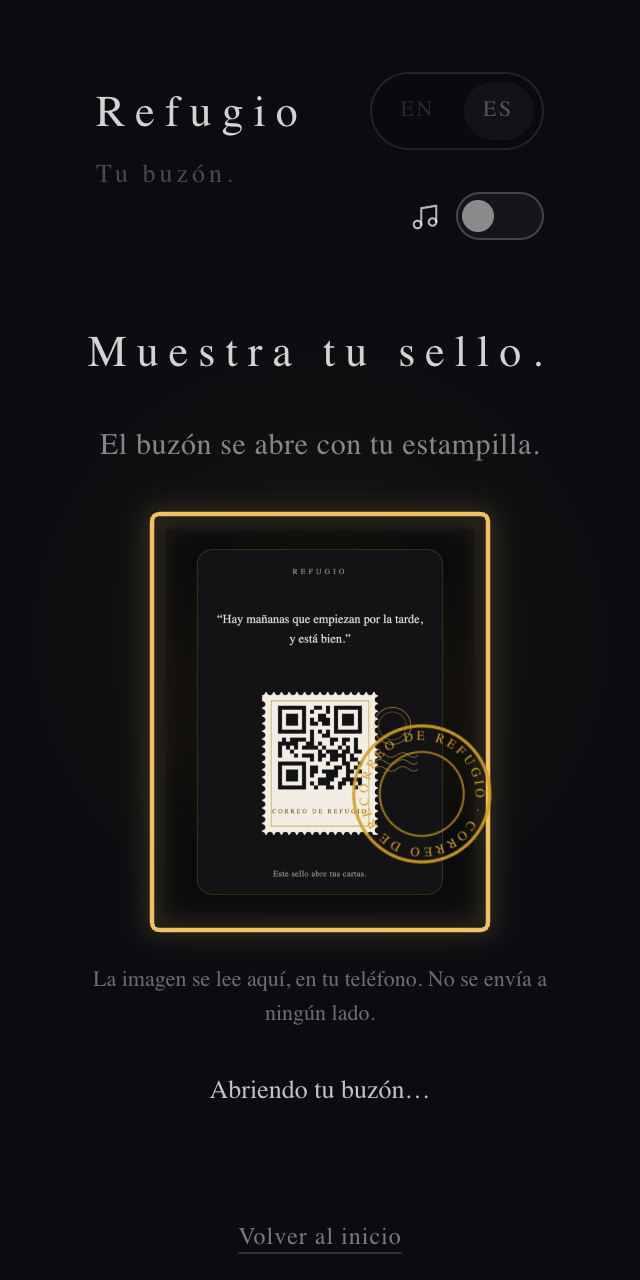 Refugio
EN ES
Tu buzón.
Muestra tu sello.
El buzón se abre con tu estampilla.
REFUGIO
“Hay mañanas que empiezan por la tarde,
y está bien.”
CORREO DE REFUGIO
CORREO DE REFUGIO · CORREO DE
Este sello abre tus cartas.
La imagen se lee aquí, en tu teléfono. No se envía a
ningún lado.
Abriendo tu buzón…
Volver al inicio